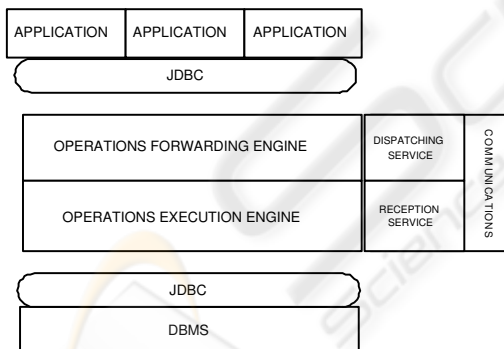 APPLICATION APPLICATION APPLICATION
JDBC
OPERATIONS FORWARDING ENGINE
DISPATCHING
SERVICE
OPERATIONS EXECUTION ENGINE
RECEPTION
SERVICE
COMMUNICATIONS
JDBC
DBMS